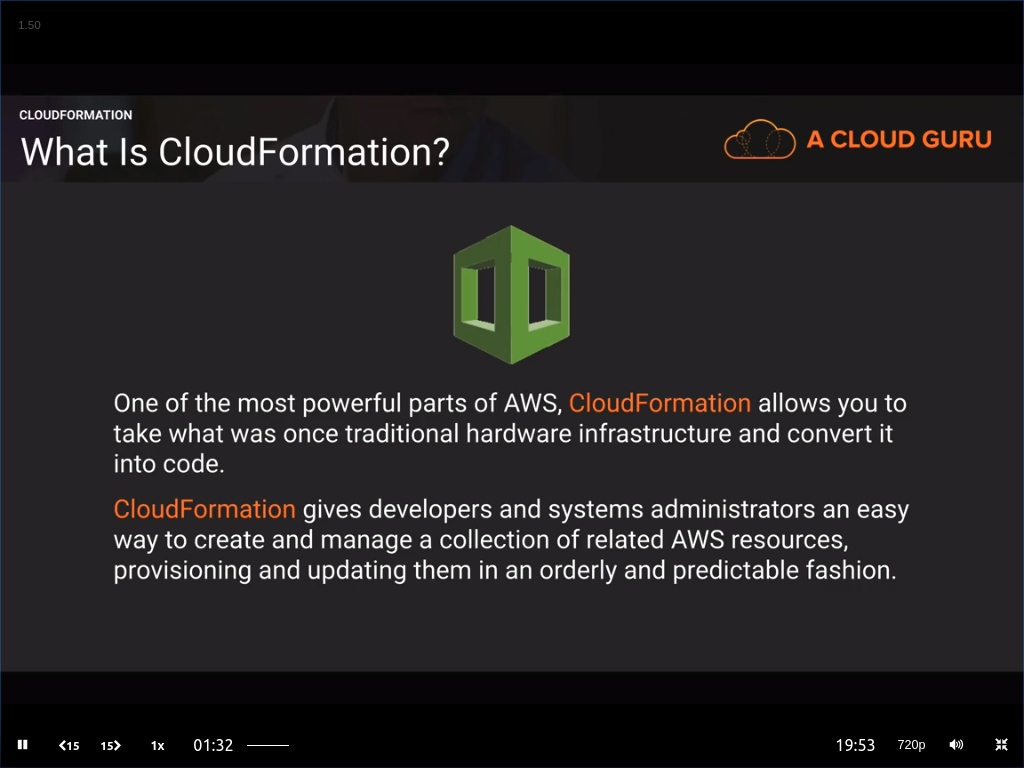 1.50
CLOUDFORMATION
What Is CloudFormation?
A CLOUD GURU
One of the most powerful parts of AWS, CloudFormation allows you to
take what was once traditional hardware infrastructure and convert it
into code.
CloudFormation gives developers and systems administrators an easy
way to create and manage a collection of related AWS resources,
provisioning and updating them in an orderly and predictable fashion.
15 15 1x 01:32 19:53 720p